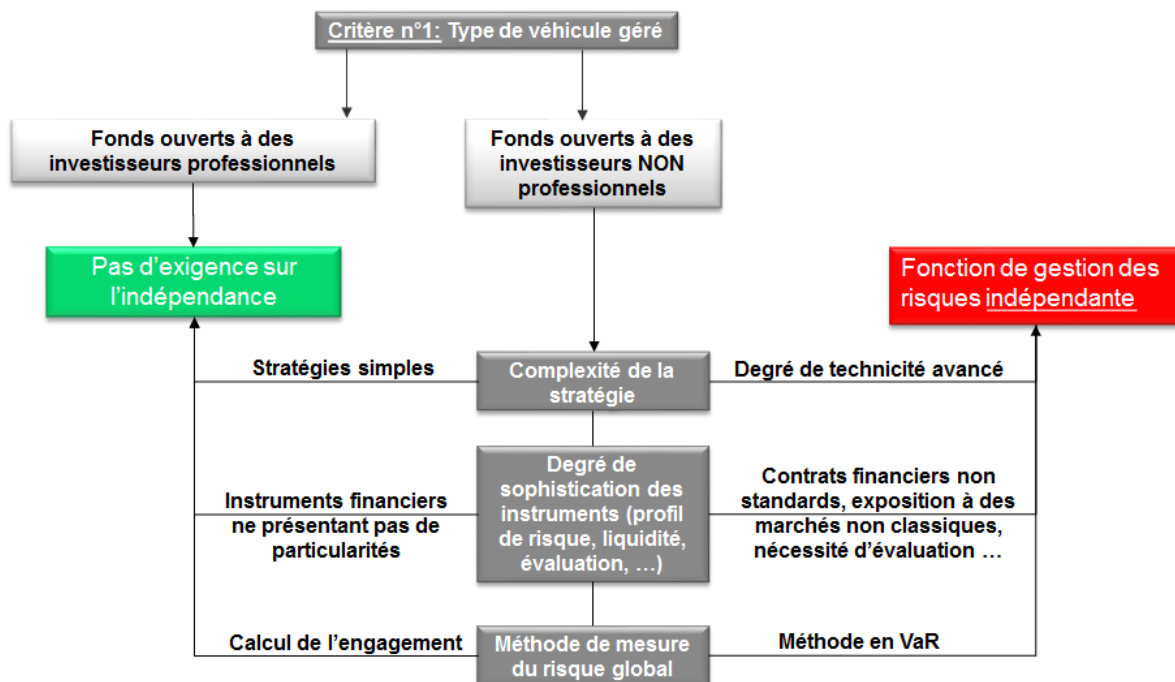 Critère n°1: Type de véhicule géré
Fonds ouverts à des
investisseurs professionnels
Fonds ouverts à des
investisseurs NON
professionnels
Pas d'exigence sur
l'indépendance
Fonction de gestion des
risques indépendante
Stratégies simples
Complexité de la
stratégie
Degré de technicité avancé
Instruments financiers
ne présentant pas de
particularités
Degré de
sophistication des
instruments (profil
de risque, liquidité,
évaluation, …)
Contrats financiers non
standards, exposition à des
marchés non classiques,
nécessité d'évaluation …
Calcul de l'engagement
Méthode de mesure
du risque global
Méthode en VaR